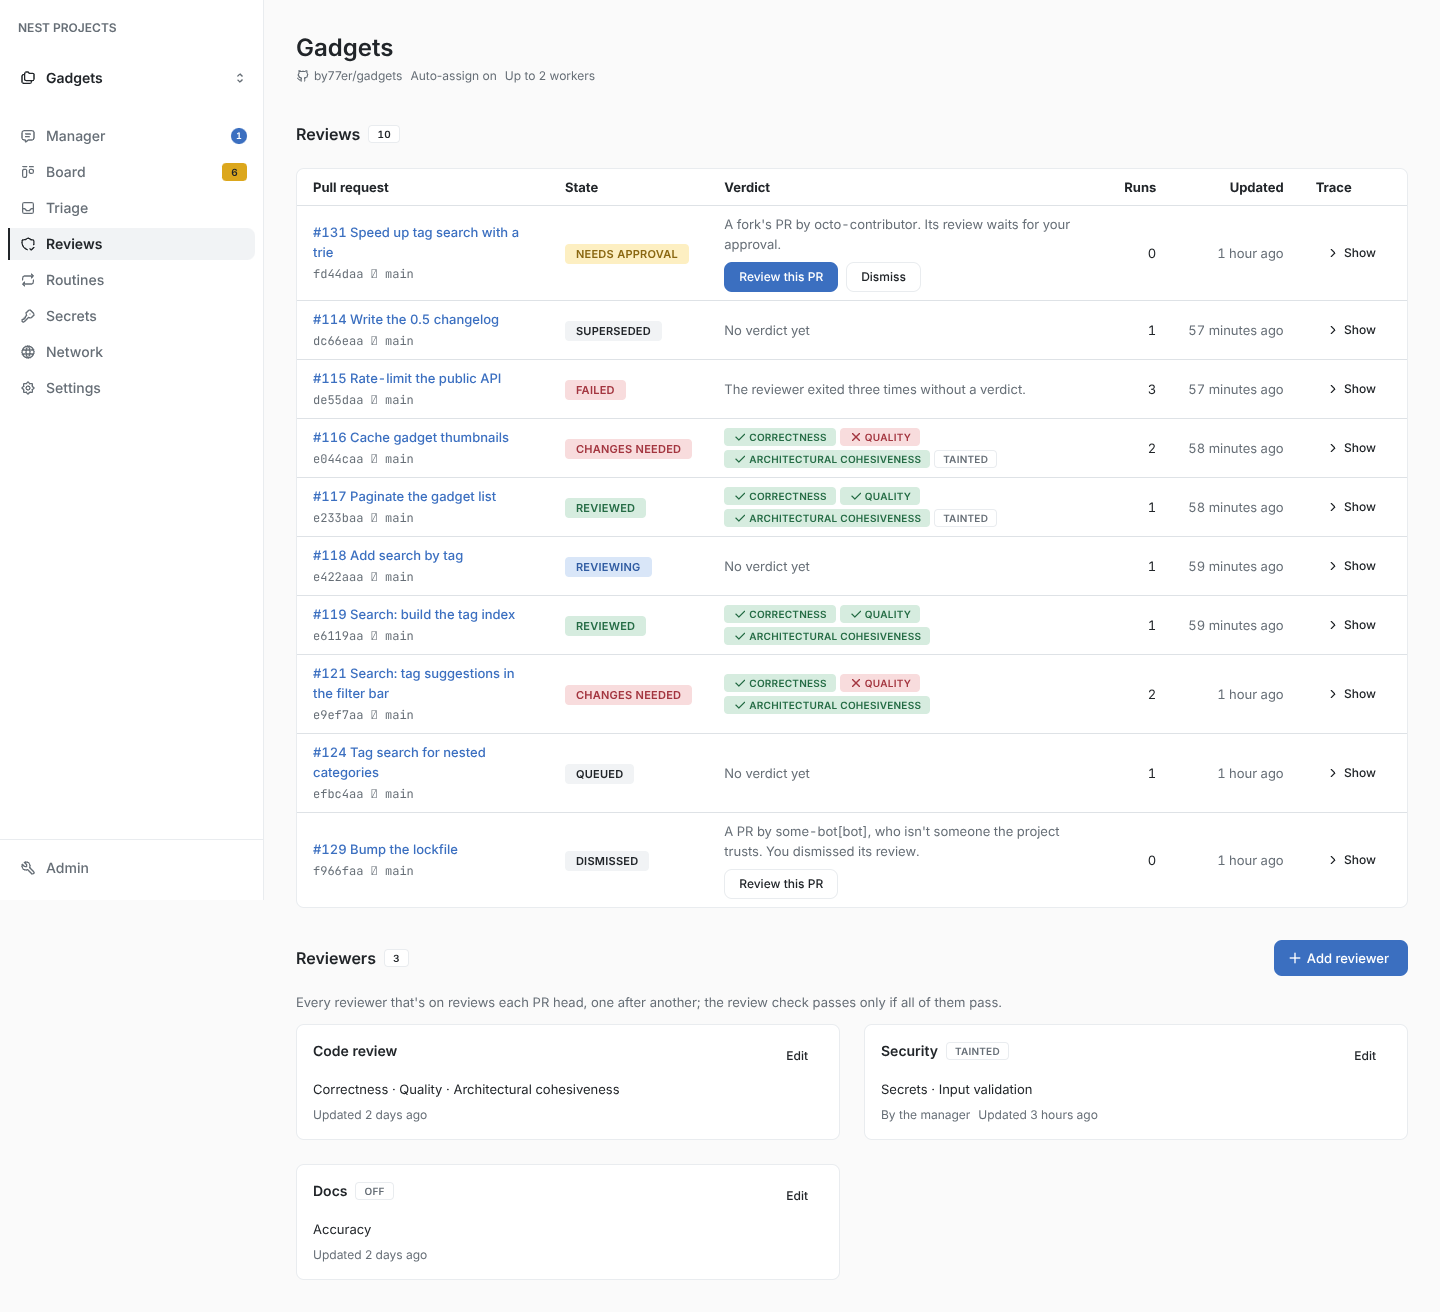 NEST PROJECTS
Gadgets
Manager 1
Board 6
Triage
Reviews
Routines
Secrets
Network
Settings
Admin
Gadgets
by77er/gadgets Auto-assign on Up to 2 workers
Reviews 10
Pull request State Verdict Runs Updated Trace
#131 Speed up tag search with a
trie
fd44daa main
NEEDS APPROVAL
A fork's PR by octo-contributor. Its review waits for your
approval.
Review this PR Dismiss
0 1 hour ago Show
#114 Write the 0.5 changelog
dc66eaa main
SUPERSEDED No verdict yet 1 57 minutes ago Show
#115 Rate-limit the public API
de55daa main
FAILED The reviewer exited three times without a verdict. 3 57 minutes ago Show
#116 Cache gadget thumbnails
e044caa main
CHANGES NEEDED
CORRECTNESS QUALITY
ARCHITECTURAL COHESIVENESS TAINTED
2 58 minutes ago Show
#117 Paginate the gadget list
e233baa main
REVIEWED
CORRECTNESS QUALITY
ARCHITECTURAL COHESIVENESS TAINTED
1 58 minutes ago Show
#118 Add search by tag
e422aaa main
REVIEWING No verdict yet 1 59 minutes ago Show
#119 Search: build the tag index
e6119aa main
REVIEWED
CORRECTNESS QUALITY
ARCHITECTURAL COHESIVENESS
1 59 minutes ago Show
#121 Search: tag suggestions in
the filter bar
e9ef7aa main
CHANGES NEEDED
CORRECTNESS QUALITY
ARCHITECTURAL COHESIVENESS
2 1 hour ago Show
#124 Tag search for nested
categories
efbc4aa main
QUEUED No verdict yet 1 1 hour ago Show
#129 Bump the lockfile
f966faa main
DISMISSED
A PR by some-bot[bot], who isn't someone the project
trusts. You dismissed its review.
Review this PR
0 1 hour ago Show
Reviewers 3
Add reviewer
Every reviewer that's on reviews each PR head, one after another; the review check passes only if all of them pass.
Code review Edit
Correctness · Quality · Architectural cohesiveness
Updated 2 days ago
Security TAINTED Edit
Secrets · Input validation
By the manager Updated 3 hours ago
Docs OFF Edit
Accuracy
Updated 2 days ago